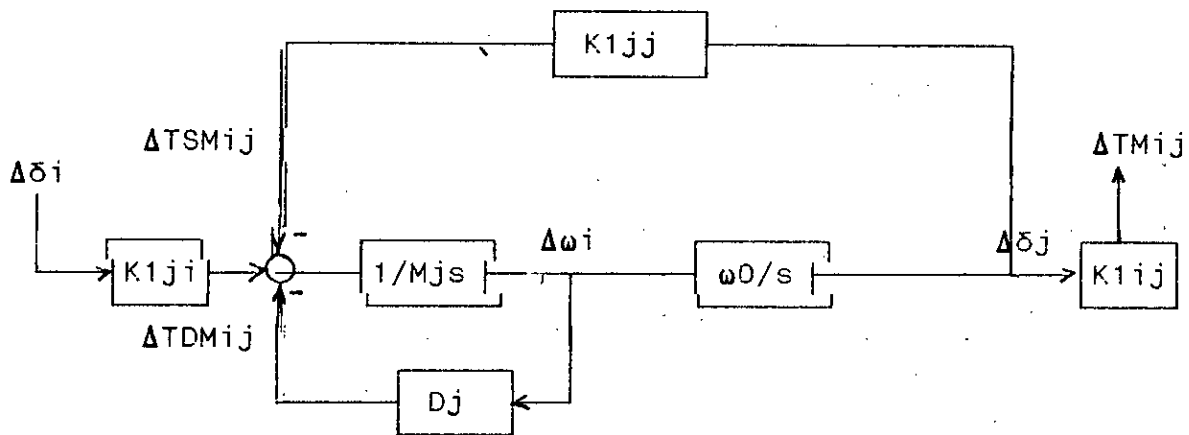 K1jj
ΔTSMij
ΔTMij
Δδi
Δωi
Δδj
K1ji
1/Mjs
ω0/s
K1ij
ΔTDMij
Dj
-
-